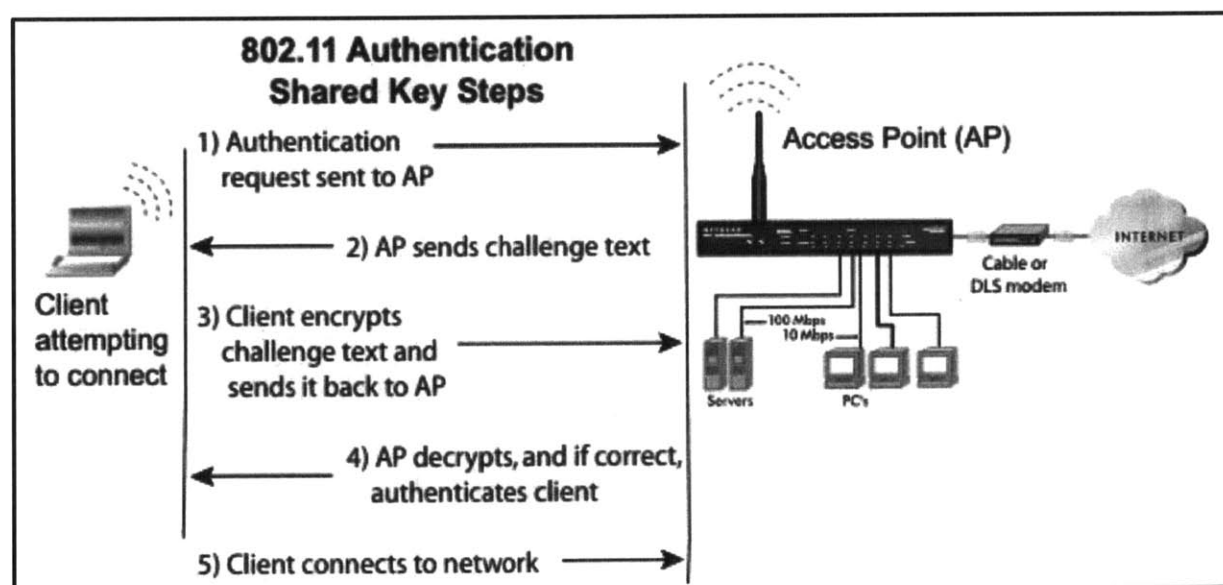 802.11 Authentication
Shared Key Steps
1) Authentication
request sent to AP
Access Point (AP)
2) AP sends challenge text
NETGEAR
INTERNET
Cable or
DLS modem
Client
attempting
to connect
3) Client encrypts
challenge text and
sends it back to AP
100 Mbps
10 Mbps
Servers
PC's
4) AP decrypts, and if correct,
authenticates client
5) Client connects to network